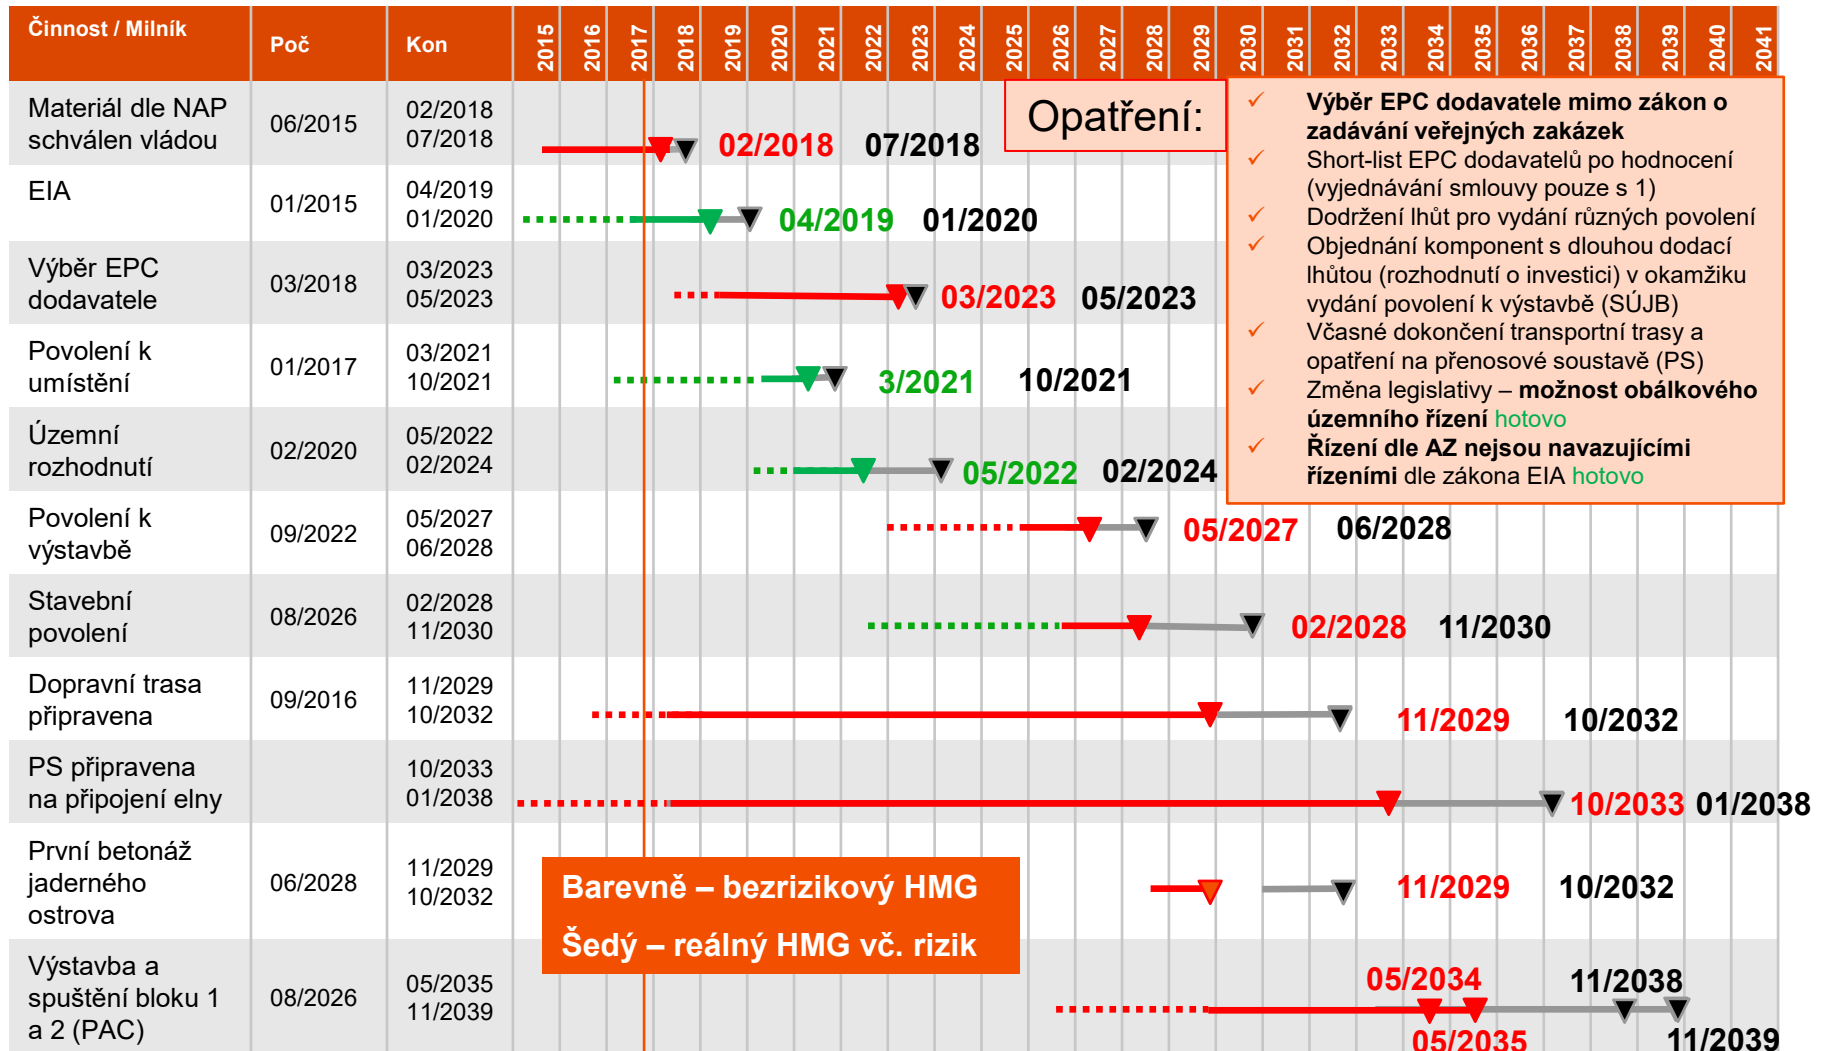 Činnost / Milník
Poč
Kon
2015
2016
2017
2018
2019
2020
2021
2022
2023
2024
2025
2026
2027
2028
2029
2030
2031
2032
2033
2034
2035
2036
2037
2038
2039
2040
2041
Materiál dle NAP
schválen vládou
06/2015
02/2018
07/2018
02/2018
07/2018
EIA
01/2015
04/2019
01/2020
04/2019
01/2020
Výběr EPC
dodavatele
03/2018
03/2023
05/2023
03/2023
05/2023
Povolení k
umístění
01/2017
03/2021
10/2021
3/2021
10/2021
Územní
rozhodnutí
02/2020
05/2022
02/2024
05/2022
02/2024
Povolení k
výstavbě
09/2022
05/2027
06/2028
05/2027
06/2028
Stavební
povolení
08/2026
02/2028
11/2030
02/2028
11/2030
Dopravní trasa
připravena
09/2016
11/2029
10/2032
11/2029
10/2032
PS připravena
na připojení elny
10/2033
01/2038
10/2033
01/2038
První betonáž
jaderného
ostrova
06/2028
11/2029
10/2032
11/2029
10/2032
Výstavba a
spuštění bloku 1
a 2 (PAC)
08/2026
05/2035
11/2039
05/2034
11/2038
05/2035
11/2039
Opatření:
Výběr EPC dodavatele mimo zákon o
zadávání veřejných zakázek
Short-list EPC dodavatelů po hodnocení
(vyjednávání smlouvy pouze s 1)
Dodržení lhůt pro vydání různých povolení
Objednání komponent s dlouhou dodací
lhůtou (rozhodnutí o investici) v okamžiku
vydání povolení k výstavbě (SÚJB)
Včasné dokončení transportní trasy a
opatření na přenosové soustavě (PS)
Změna legislativy – možnost obálkového
územního řízení hotovo
Řízení dle AZ nejsou navazujícími
řízeními dle zákona EIA hotovo
Barevně – bezrizikový HMG
Šedý – reálný HMG vč. rizik